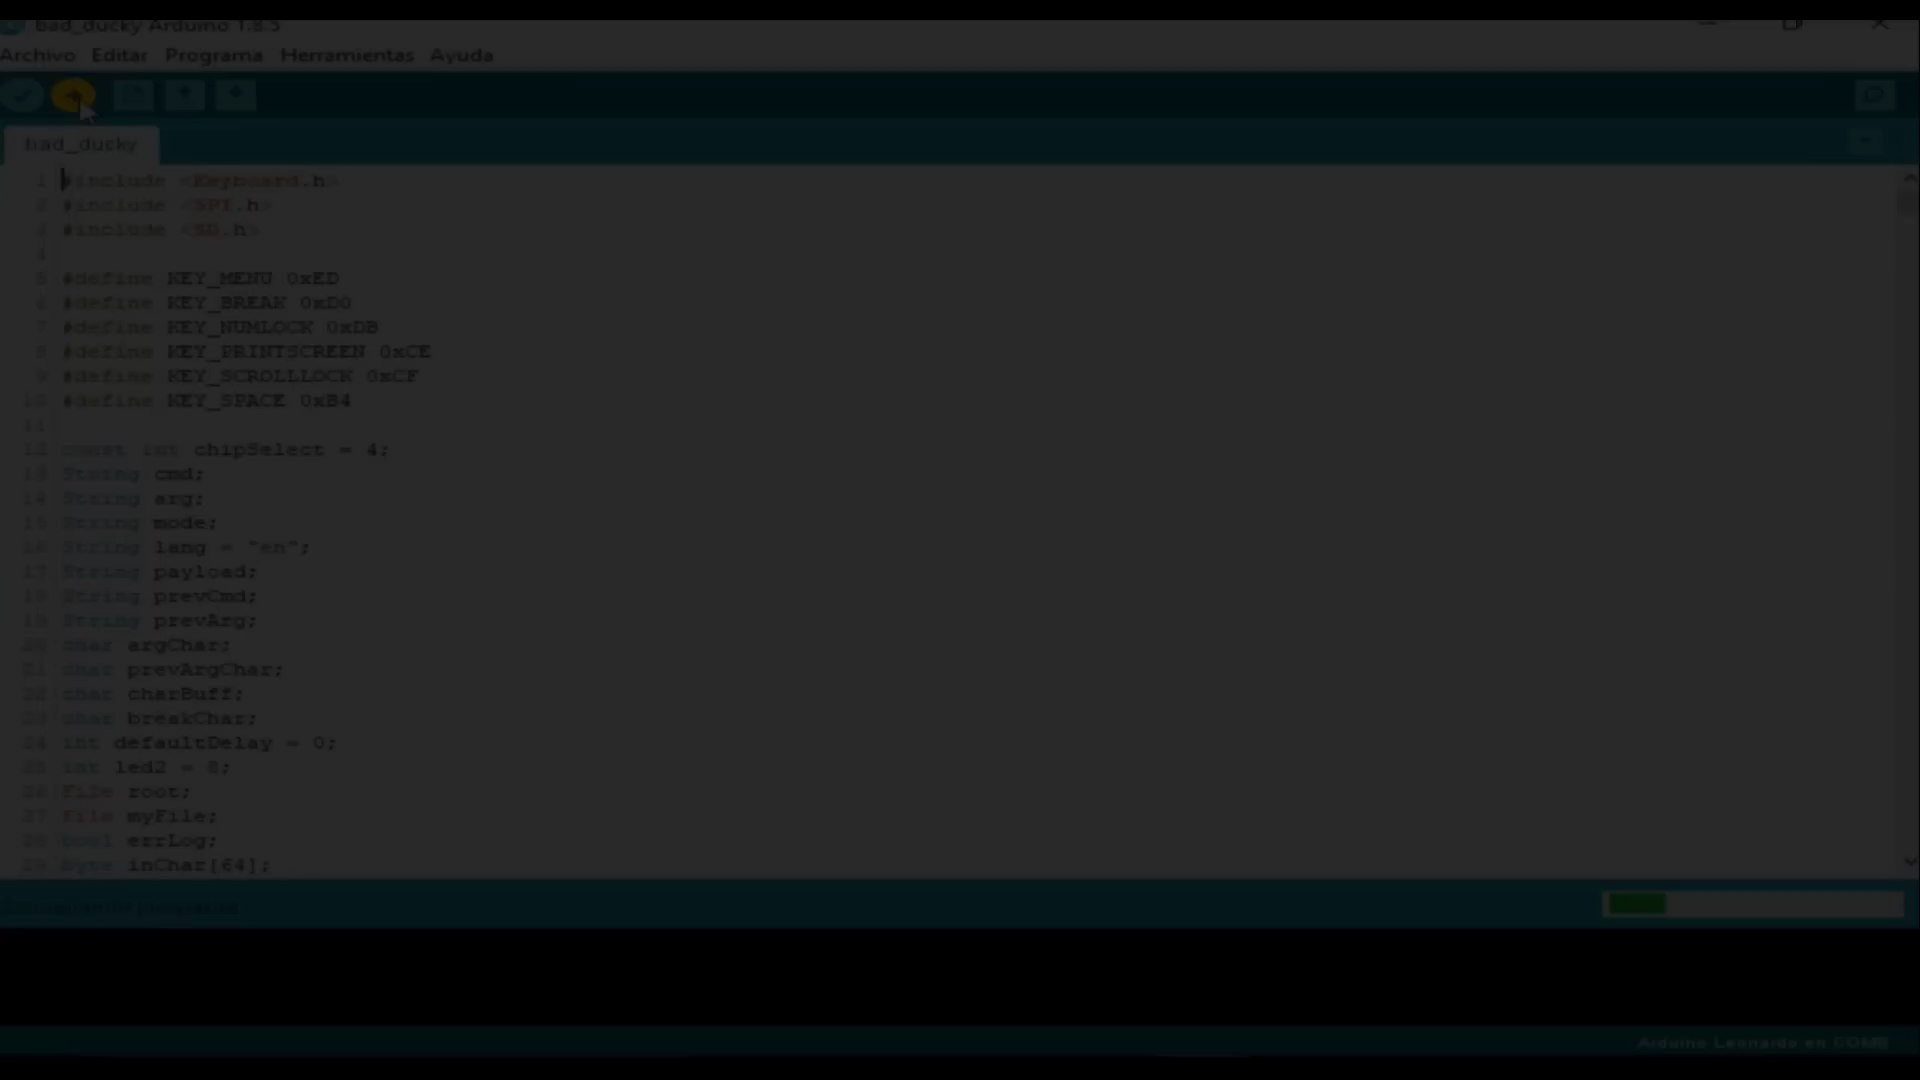 bad_ducky Arduino 1.8.5
Archivo Editar Programa Herramientas Ayuda
bad_ducky
1 #include <Keyboard.h>
2 #include <SPI.h>
3 #include <SD.h>
4
5 #define KEY_MENU 0xED
6 #define KEY_BREAK 0xD0
7 #define KEY_NUMLOCK 0xDB
8 #define KEY_PRINTSCREEN 0xCE
9 #define KEY_SCROLLLOCK 0xCF
10 #define KEY_SPACE 0xB4
11
12 const int chipSelect = 4;
13 String cmd;
14 String arg;
15 String mode;
16 String lang = "en";
17 String payload;
18 String prevCmd;
19 String prevArg;
20 char argChar;
21 char prevArgChar;
22 char charBuff;
23 char breakChar;
24 int defaultDelay = 0;
25 int led2 = 8;
26 File root;
27 File myFile;
28 bool errLog;
29 byte inChar[64];
Arduino Leonardo en